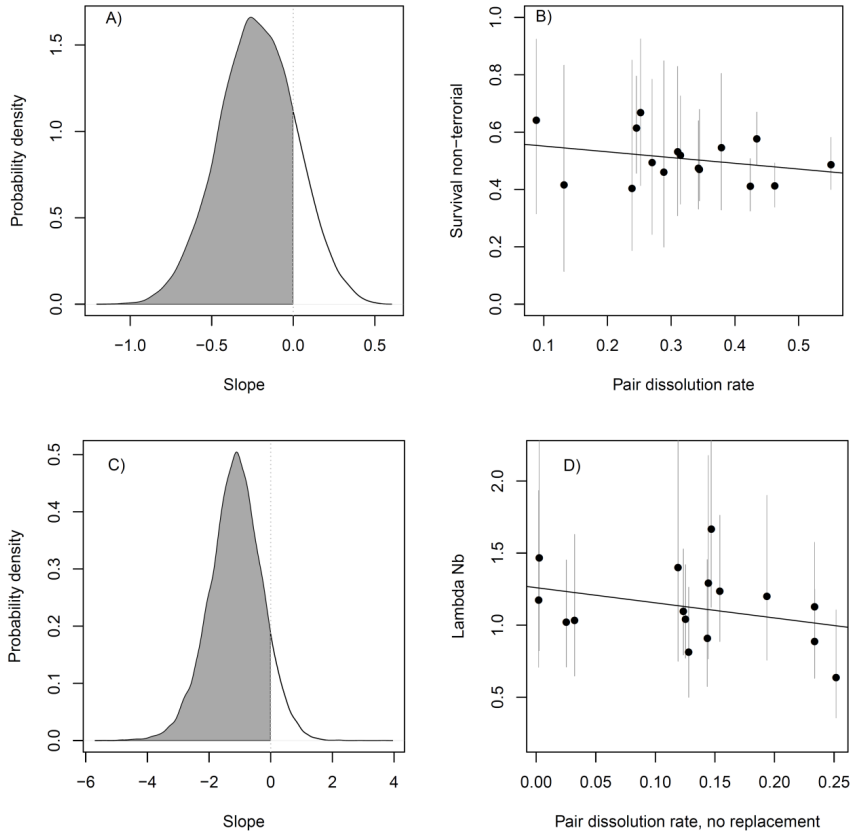 A)
Probability density
0.0 0.5 1.0 1.5
−1.0 −0.5 0.0 0.5
Slope
B)
Survival non−terrorial
0.0 0.2 0.4 0.6 0.8 1.0
0.1 0.2 0.3 0.4 0.5
Pair dissolution rate
C)
Probability density
0.0 0.1 0.2 0.3 0.4 0.5
−6 −4 −2 0 2 4
Slope
D)
Lambda Nb
0.5 1.0 1.5 2.0
0.00 0.05 0.10 0.15 0.20 0.25
Pair dissolution rate, no replacement